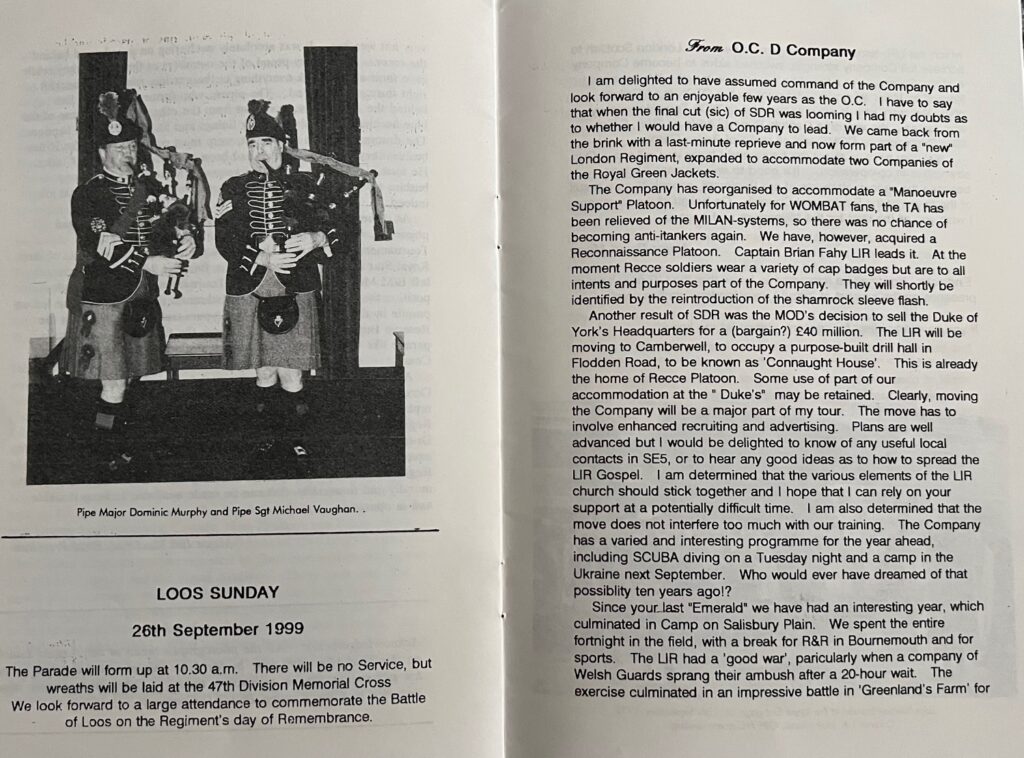 Pipe Major Dominic Murphy and Pipe Sgt Michael Vaughan. .
LOOS SUNDAY
26th September 1999
The Parade will form up at 10.30 a.m. There will be no Service, but
wreaths will be laid at the 47th Division Memorial Cross
We look forward to a large attendance to commemorate the Battle
of Loos on the Regiment's day of Remembrance.
From O.C. D Company
I am delighted to have assumed command of the Company and
look forward to an enjoyable few years as the O.C. I have to say
that when the final cut (sic) of SDR was looming I had my doubts as
to whether I would have a Company to lead. We came back from
the brink with a last-minute reprieve and now form part of a "new"
London Regiment, expanded to accommodate two Companies of
the Royal Green Jackets.
The Company has reorganised to accommodate a "Manoeuvre
Support" Platoon. Unfortunately for WOMBAT fans, the TA has
been relieved of the MILAN-systems, so there was no chance of
becoming anti-itankers again. We have, however, acquired a
Reconnaissance Platoon. Captain Brian Fahy LIR leads it. At the
moment Recce soldiers wear a variety of cap badges but are to all
intents and purposes part of the Company. They will shortly be
identified by the reintroduction of the shamrock sleeve flash.
Another result of SDR was the MOD's decision to sell the Duke of
York's Headquarters for a (bargain?) £40 million. The LIR will be
moving to Camberwell, to occupy a purpose-built drill hall in
Flodden Road, to be known as 'Connaught House'. This is already
the home of Recce Platoon. Some use of part of our
accommodation at the " Duke's" may be retained. Clearly, moving
the Company will be a major part of my tour. The move has to
involve enhanced recruiting and advertising. Plans are well
advanced but I would be delighted to know of any useful local
contacts in SE5, or to hear any good ideas as to how to spread the
LIR Gospel. I am determined that the various elements of the LIR
church should stick together and I hope that I can rely on your
support at a potentially difficult time. I am also determined that the
move does not interfere too much with our training. The Company
has a varied and interesting programme for the year ahead,
including SCUBA diving on a Tuesday night and a camp in the
Ukraine next September. Who would ever have dreamed of that
possiblity ten years ago!?
Since your last "Emerald" we have had an interesting year, which
culminated in Camp on Salisbury Plain. We spent the entire
fortnight in the field, with a break for R&R in Bournemouth and for
sports. The LIR had a 'good war', paricularly when a company of
Welsh Guards sprang their ambush after a 20-hour wait. The
exercise culminated in an impressive battle in 'Greenland's Farm' for